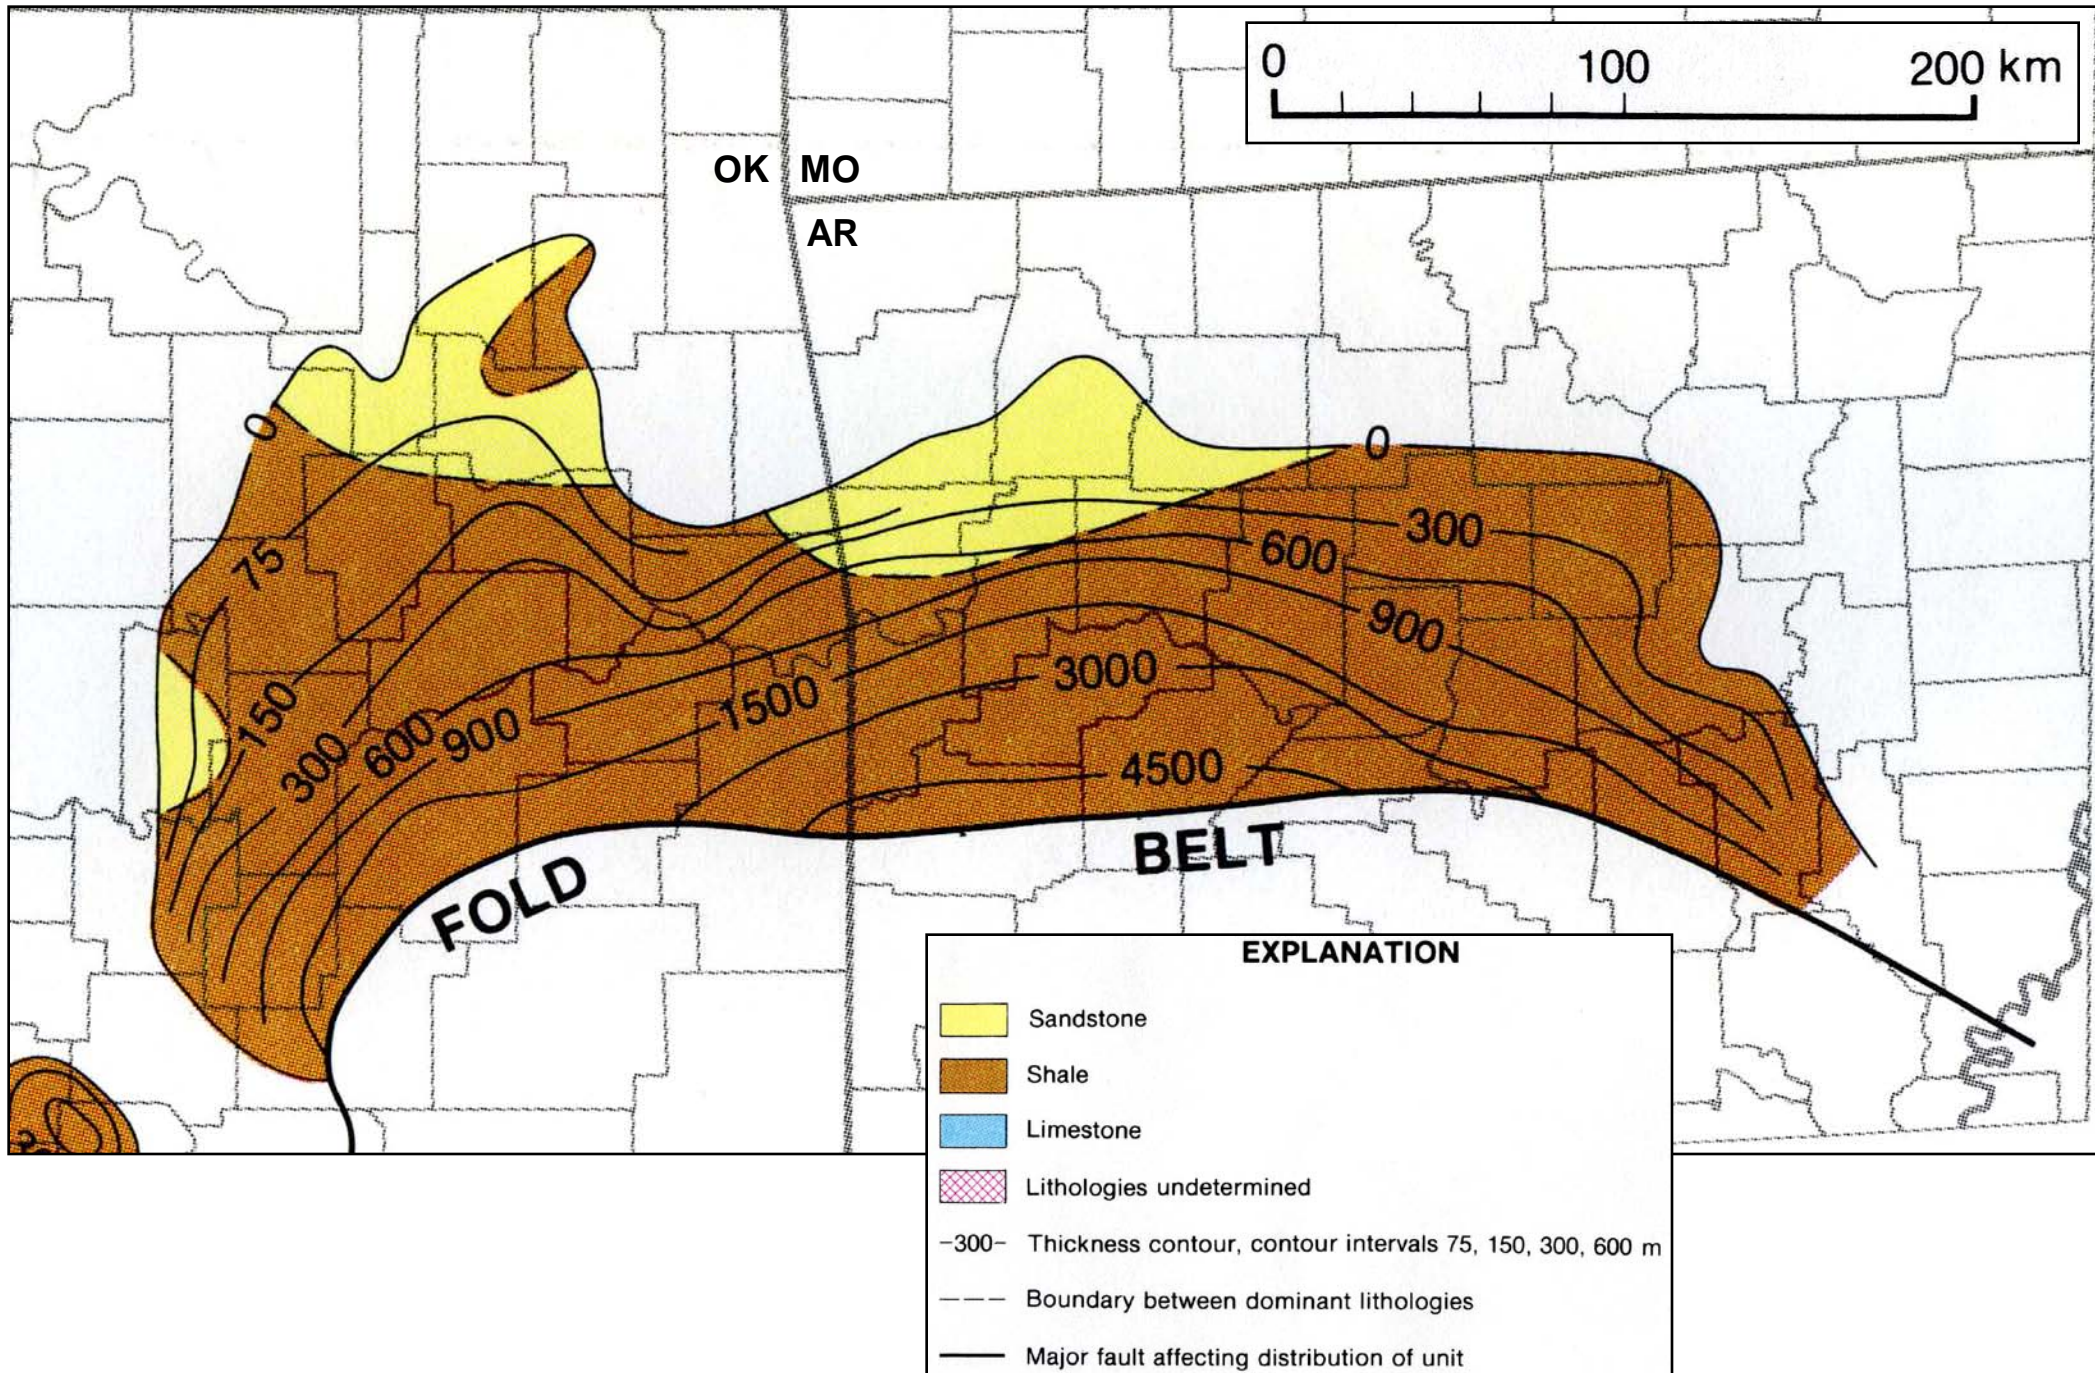 0 100 200 km
OK MO
AR
0
0
75
300
600
900
150
3000
1500
300
600
900
4500
FOLD
BELT
EXPLANATION
Sandstone
Shale
Limestone
Lithologies undetermined
-300- Thickness contour, contour intervals 75, 150, 300, 600 m
Boundary between dominant lithologies
Major fault affecting distribution of unit